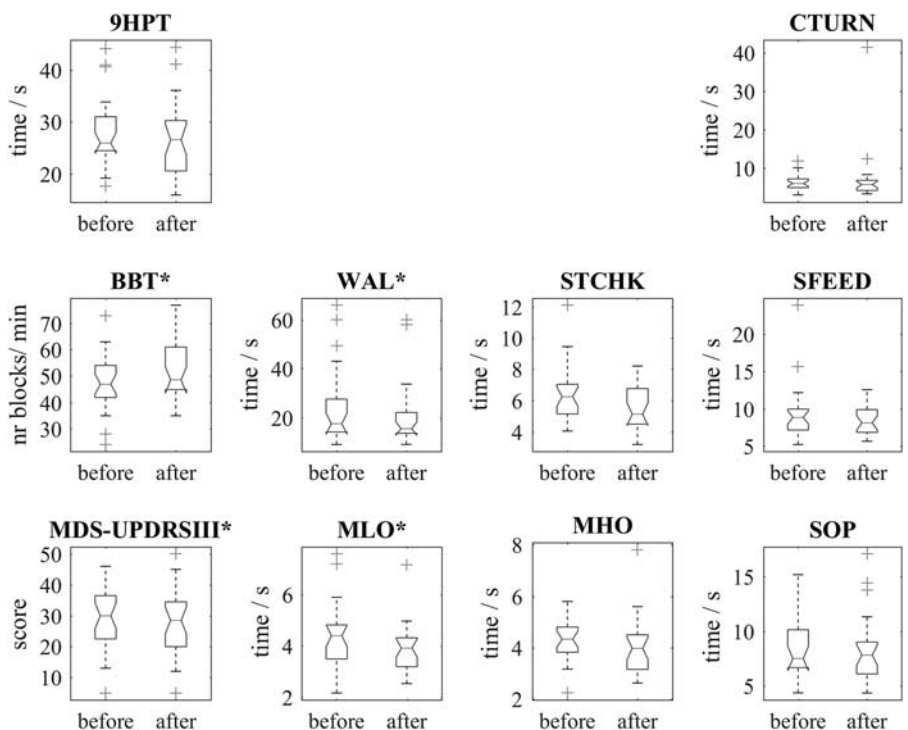 9HPT
CTURN
time / s
40
30
20
before after
time / s
40
30
20
10
before after
BBT*
WAL*
STCHK
SFEED
nr blocks/ min
70
60
50
40
30
before after
time / s
60
40
20
before after
time / s
12
10
8
6
4
before after
time / s
20
15
10
5
before after
MDS-UPDRSIII*
MLO*
MHO
SOP
score
50
40
30
20
10
before after
time / s
6
4
2
before after
time / s
8
6
4
2
before after
time / s
15
10
5
before after